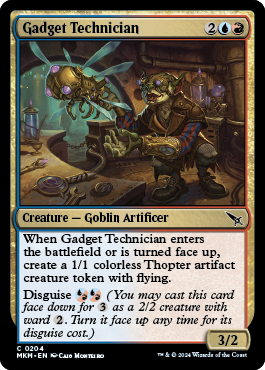 Gadget Technician 2
Creature — Goblin Artificer
When Gadget Technician enters
the battlefield or is turned face up,
create a 1/1 colorless Thopter artifact
creature token with flying.
Disguise (You may cast this
card face down for 3 as a 2/2 creature with
ward 2. Turn it face up any time for its
disguise cost.)
3/2
C 0204
MKM • EN Caio Monteiro
™ & © 2024 Wizards of the Coast